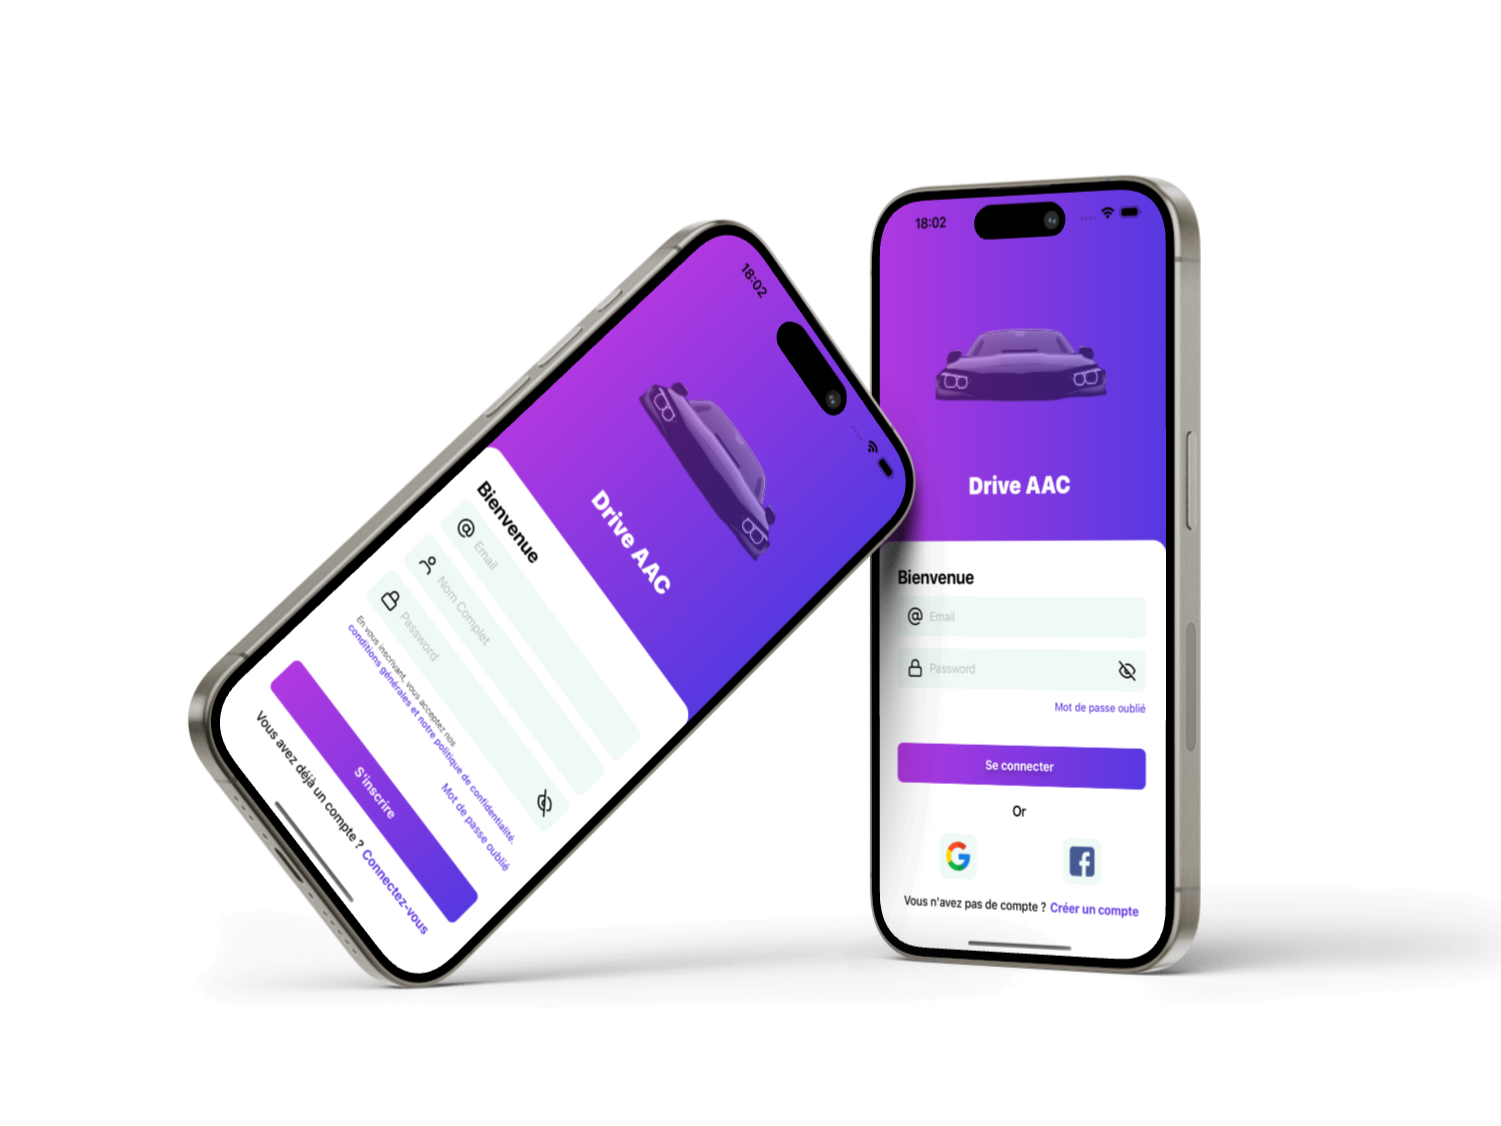 18:02
Drive AAC
Bienvenue
Email
Nom Complet
Password
En vous inscrivant, vous acceptez nos
conditions générales et notre politique de confidentialité.
Mot de passe oublié
S'inscrire
Vous avez déjà un compte ? Connectez-vous
18:02
Drive AAC
Bienvenue
Email
Password
Mot de passe oublié
Se connecter
Or
Vous n'avez pas de compte ? Créer un compte